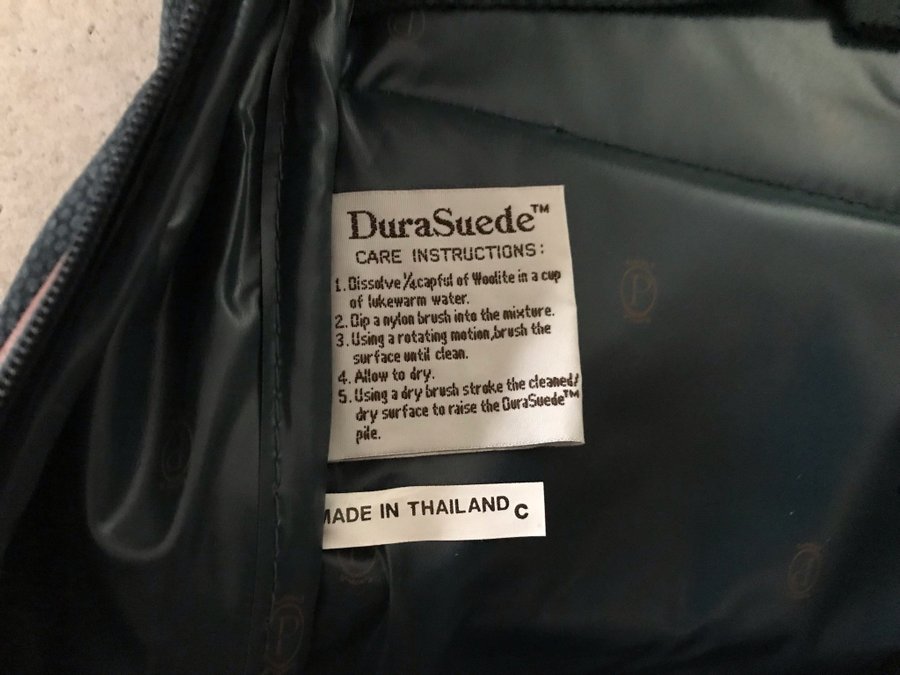 DuraSuede™
CARE INSTRUCTIONS:
1. Dissolve 1/4 capful of Woolite in a cup
of lukewarm water.
2. Dip a nylon brush into the mixture.
3. Using a rotating motion, brush the
surface until clean.
4. Allow to dry.
5. Using a dry brush stroke the cleaned/
dry surface to raise the DuraSuede™
pile.
MADE IN THAILAND C
P